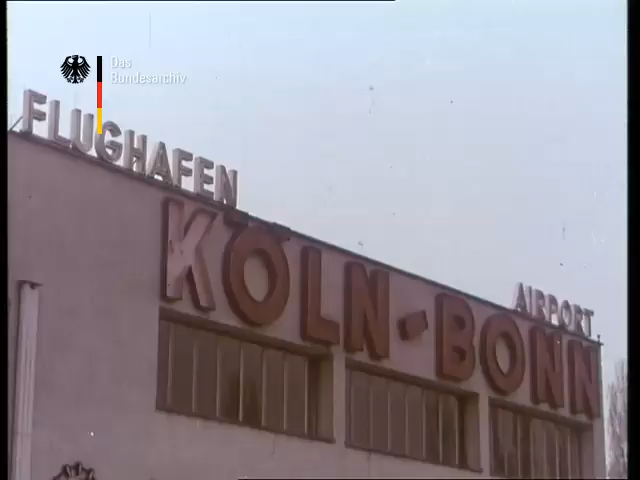 Das
Bundesarchiv
FLUGHAFEN
KÖLN-BONN
AIRPORT